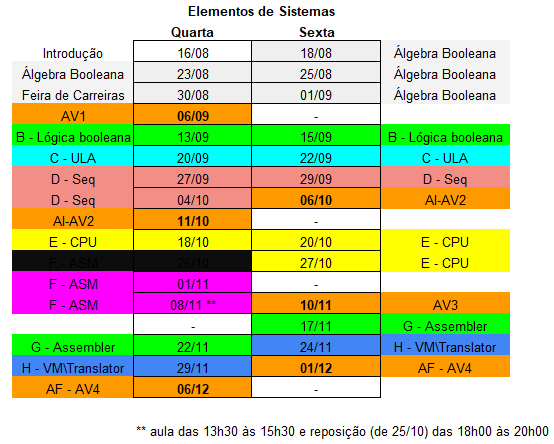 Elementos de Sistemas
Quarta Sexta
Introdução 16/08 18/08 Álgebra Booleana
Álgebra Booleana 23/08 25/08 Álgebra Booleana
Feira de Carreiras 30/08 01/09 Álgebra Booleana
AV1 06/09 -
B - Lógica booleana 13/09 15/09 B - Lógica booleana
C - ULA 20/09 22/09 C - ULA
D - Seq 27/09 29/09 D - Seq
D - Seq 04/10 06/10 AI-AV2
AI-AV2 11/10 -
E - CPU 18/10 20/10 E - CPU
F - ASM 25/10 27/10 E - CPU
F - ASM 01/11
F - ASM 08/11 ** 10/11 AV3
- 17/11 G - Assembler
G - Assembler 22/11 24/11 H - VM\Translator
H - VM\Translator 29/11 01/12 AF - AV4
AF - AV4 06/12 -
** aula das 13h30 às 15h30 e reposição (de 25/10) das 18h00 às 20h00